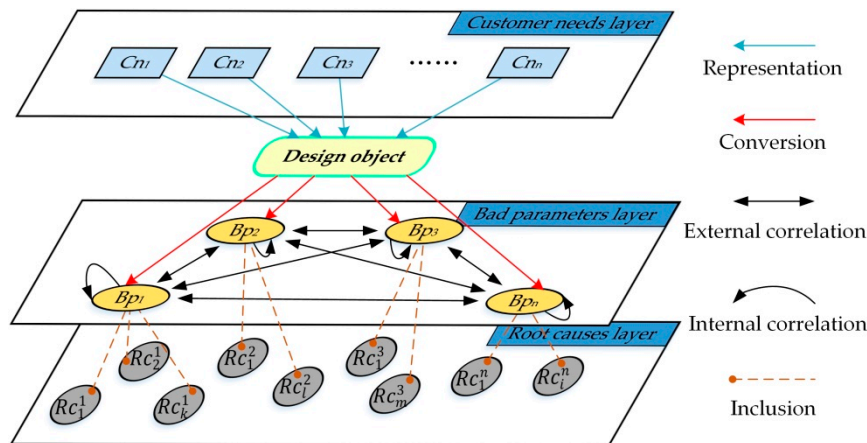 Customer needs layer
Cn₁ Cn₂ Cn₃ ...... Cnₙ
Representation
Design object
Conversion
Bad parameters layer
Bp₂ Bp₃
External correlation
Bp₁ Bpₙ
Internal correlation
Root causes layer
Rc₂¹ Rc₁² Rc₁³ Rc₁ⁿ Rcᵢⁿ
Rc₁¹ Rcₖ¹ Rcₗ² Rcₘ³
Inclusion